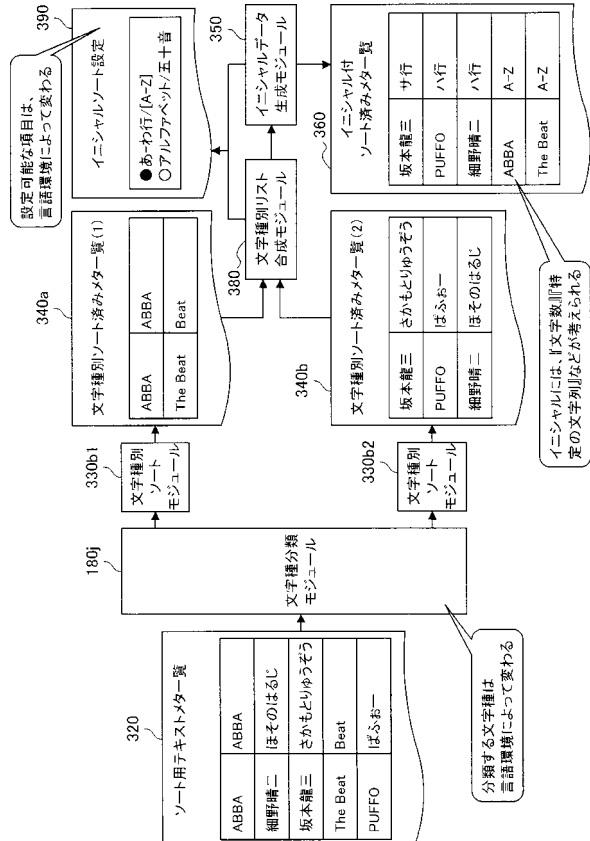 320
ソート用テキストメタ一覧
ABBA ABBA
細野晴二 ほそのはるじ
坂本龍三 さかもとりゅうぞう
The Beat Beat
PUFFO ぱふぉー
分類する文字種は
言語環境によって変わる
180j
文字種分類
モジュール
330b1
文字種別
ソート
モジュール
330b2
文字種別
ソート
モジュール
340a
文字種別ソート済みメタ一覧(1)
ABBA ABBA
The Beat Beat
340b
文字種別ソート済みメタ一覧(2)
坂本龍三 さかもとりゅうぞう
PUFFO ぱふぉー
細野晴二 ほそのはるじ
380
文字種別リスト
合成モジュール
390
設定可能な項目は、
言語環境によって変わる
イニシャルソート設定
●あーわ行/[A-Z]
○アルファベット/五十音
350
イニシャルデータ
生成モジュール
360
イニシャル付
ソート済みメタ一覧
坂本龍三 サ行
PUFFO ハ行
細野晴二 ハ行
ABBA A-Z
The Beat A-Z
イニシャルには、『文字数』『特
定の文字列』などが考えられる